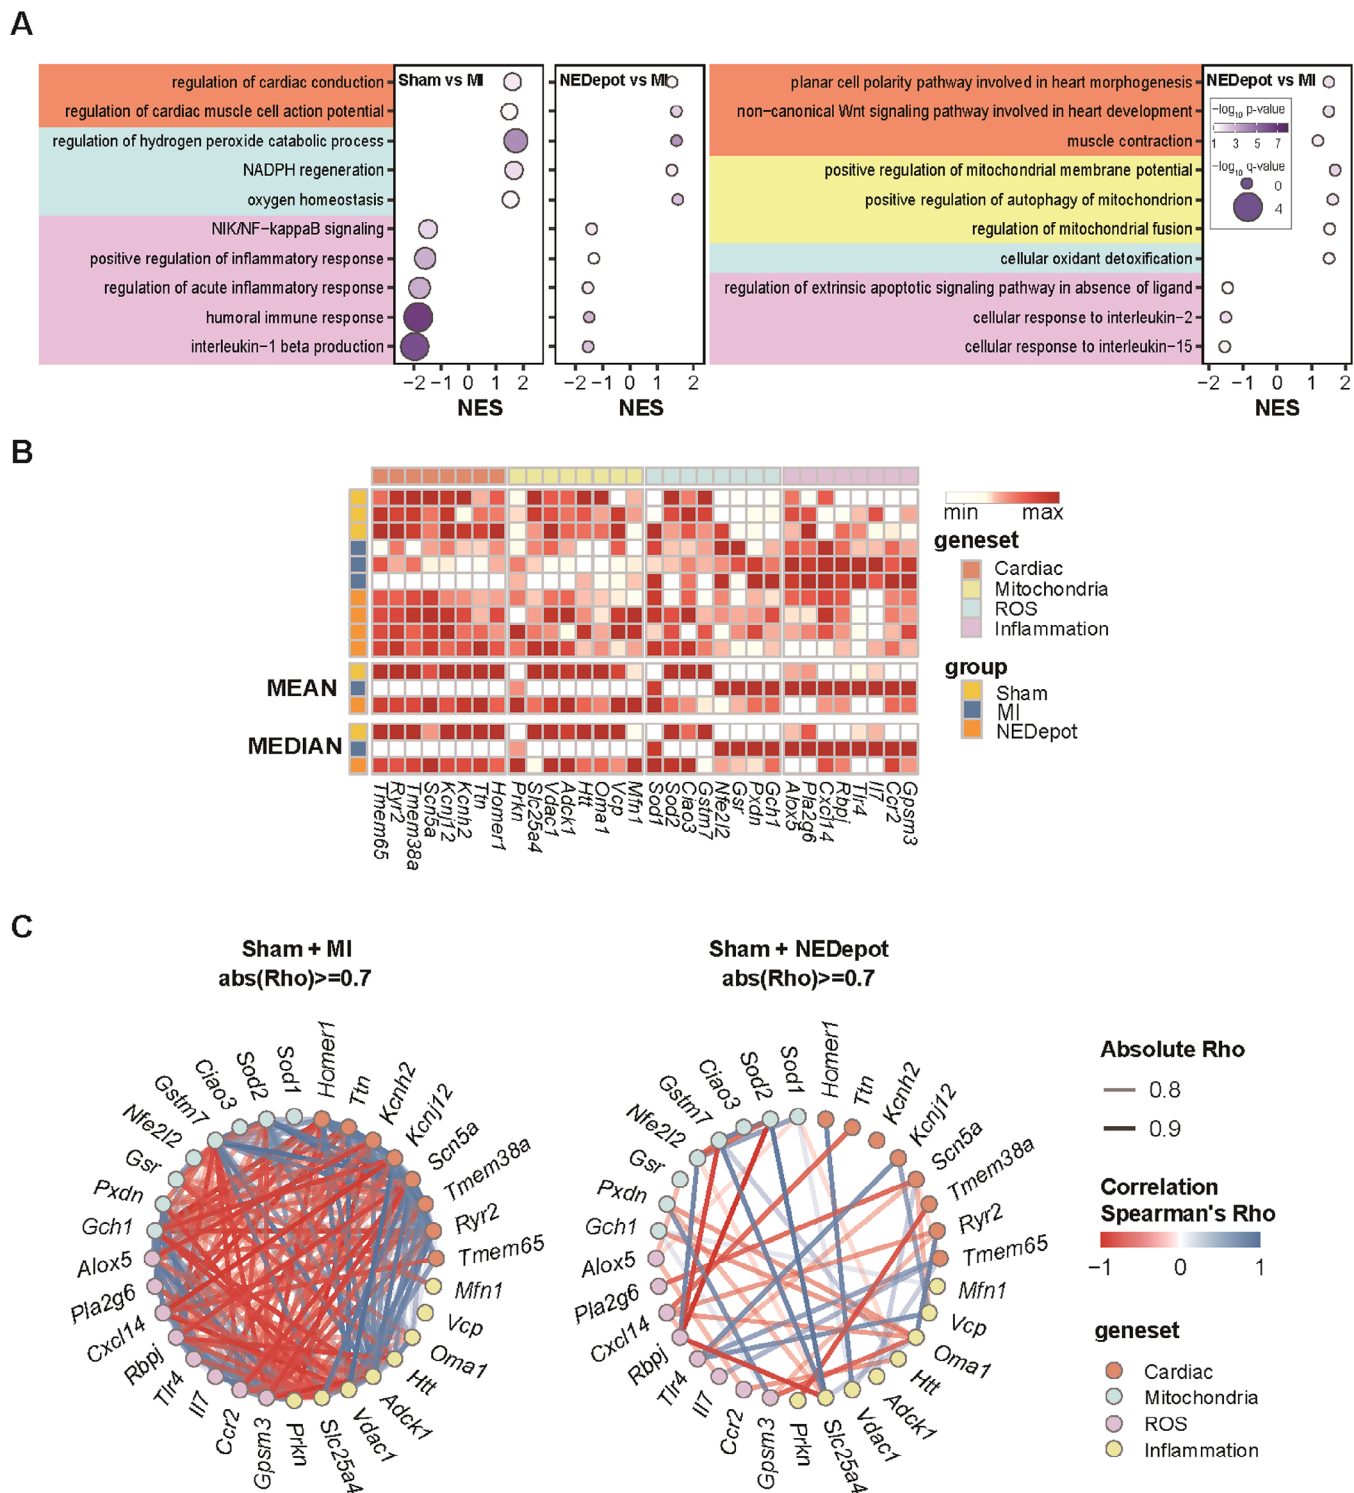 A
regulation of cardiac conduction
regulation of cardiac muscle cell action potential
regulation of hydrogen peroxide catabolic process
NADPH regeneration
oxygen homeostasis
NIK/NF−kappaB signaling
positive regulation of inflammatory response
regulation of acute inflammatory response
humoral immune response
interleukin−1 beta production
Sham vs MI
−2 −1 0 1 2
NES
NEDepot vs MI
−2 −1 0 1 2
NES
planar cell polarity pathway involved in heart morphogenesis
non−canonical Wnt signaling pathway involved in heart development
muscle contraction
positive regulation of mitochondrial membrane potential
positive regulation of autophagy of mitochondrion
regulation of mitochondrial fusion
cellular oxidant detoxification
regulation of extrinsic apoptotic signaling pathway in absence of ligand
cellular response to interleukin−2
cellular response to interleukin−15
NEDepot vs MI
−log10 p-value
1 3 5 7
−log10 q-value
0
4
−2 −1 0 1 2
NES
B
min max
geneset
Cardiac
Mitochondria
ROS
Inflammation
group
Sham
MI
NEDepot
MEAN
MEDIAN
Tmem65
Ryr2
Tmem38a
Scn5a
Kcnj12
Kcnh2
Ttn
Homer1
Prkn
Slc25a4
Vdac1
Adck1
Htt
Oma1
Vcp
Mfn1
Sod1
Sod2
Ciao3
Gstm7
Nfe2l2
Gsr
Pxdn
Gch1
Alox5
Pla2g6
Cxcl14
Rbpj
Tlr4
Il7
Ccr2
Gpsm3
C
Sham + MI
abs(Rho)>=0.7
Homer1
Ttn
Kcnh2
Kcnj12
Scn5a
Tmem38a
Ryr2
Tmem65
Mfn1
Vcp
Oma1
Htt
Adck1
Vdac1
Slc25a4
Prkn
Gpsm3
Ccr2
Il7
Tlr4
Rbpj
Cxcl14
Pla2g6
Alox5
Gch1
Pxdn
Gsr
Nfe2l2
Gstm7
Ciao3
Sod2
Sod1
Sham + NEDepot
abs(Rho)>=0.7
Homer1
Ttn
Kcnh2
Kcnj12
Scn5a
Tmem38a
Ryr2
Tmem65
Mfn1
Vcp
Oma1
Htt
Adck1
Vdac1
Slc25a4
Prkn
Gpsm3
Ccr2
Il7
Tlr4
Rbpj
Cxcl14
Pla2g6
Alox5
Gch1
Pxdn
Gsr
Nfe2l2
Gstm7
Ciao3
Sod2
Sod1
Absolute Rho
0.8
0.9
Correlation
Spearman's Rho
−1 0 1
geneset
Cardiac
Mitochondria
ROS
Inflammation